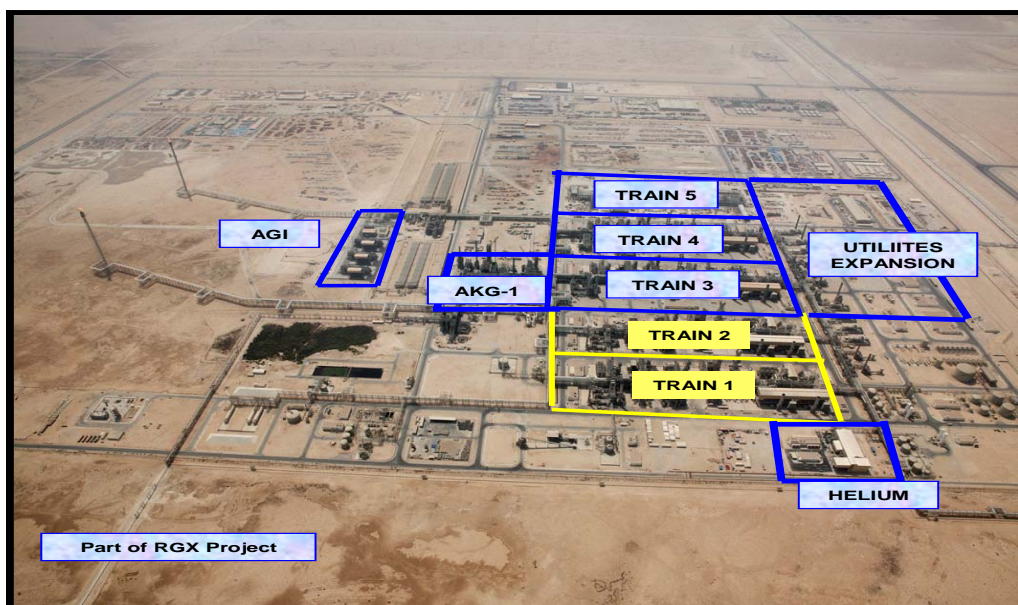 TRAIN 5
AGI
TRAIN 4
UTILIITES
EXPANSION
AKG-1
TRAIN 3
TRAIN 2
TRAIN 1
HELIUM
Part of RGX Project